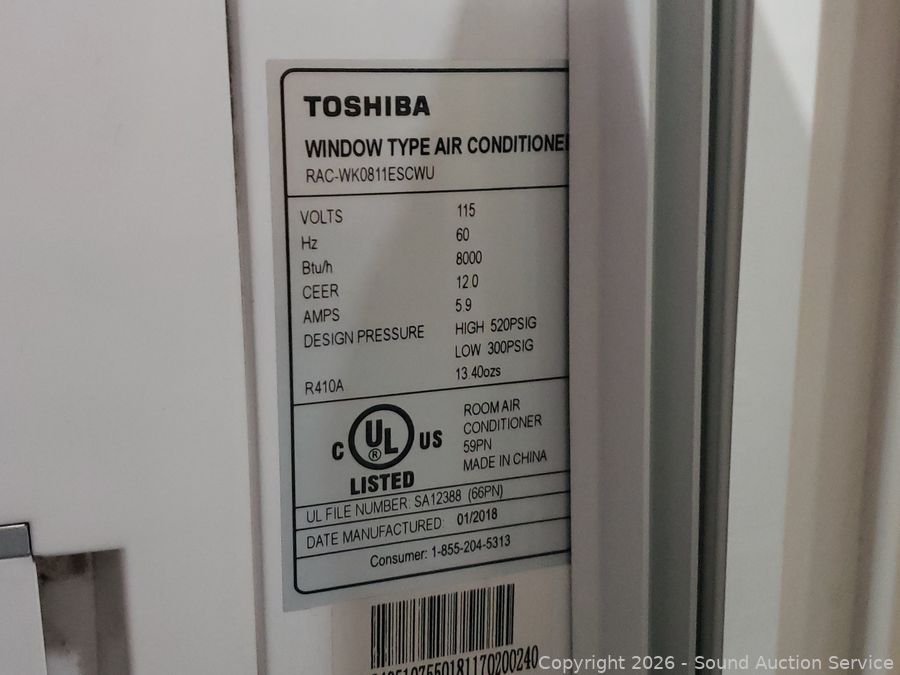 TOSHIBA
WINDOW TYPE AIR CONDITIONE
RAC-WK0811ESCWU
VOLTS 115
Hz 60
Btu/h 8000
CEER 12.0
AMPS 5.9
DESIGN PRESSURE HIGH 520PSIG
LOW 300PSIG
R410A 13.40ozs
C UL® US
LISTED
ROOM AIR
CONDITIONER
59PN
MADE IN CHINA
UL FILE NUMBER: SA12388 (66PN)
DATE MANUFACTURED: 01/2018
Consumer: 1-855-204-5313
Copyright 2026 - Sound Auction Service